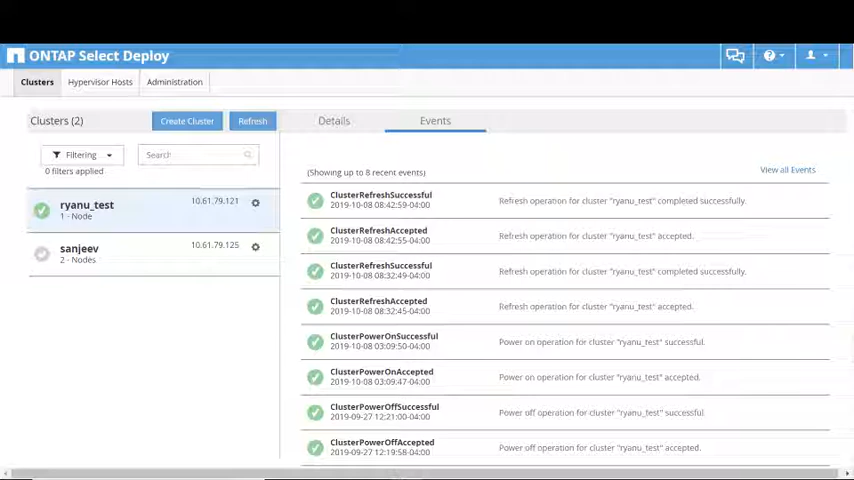 ONTAP Select Deploy
Clusters Hypervisor Hosts Administration
Clusters (2) Create Cluster Refresh Details Events
Filtering Search
0 filters applied
(Showing up to 8 recent events) View all Events
ryanu_test 10.61.79.121
1 - Node
sanjeev 10.61.79.125
2 - Nodes
ClusterRefreshSuccessful
2019-10-08 08:42:59-04:00
Refresh operation for cluster "ryanu_test" completed successfully.
ClusterRefreshAccepted
2019-10-08 08:42:55-04:00
Refresh operation for cluster "ryanu_test" accepted.
ClusterRefreshSuccessful
2019-10-08 08:32:49-04:00
Refresh operation for cluster "ryanu_test" completed successfully.
ClusterRefreshAccepted
2019-10-08 08:32:45-04:00
Refresh operation for cluster "ryanu_test" accepted.
ClusterPowerOnSuccessful
2019-10-08 03:09:50-04:00
Power on operation for cluster "ryanu_test" successful.
ClusterPowerOnAccepted
2019-10-08 03:09:47-04:00
Power on operation for cluster "ryanu_test" accepted.
ClusterPowerOffSuccessful
2019-09-27 12:21:00-04:00
Power off operation for cluster "ryanu_test" successful.
ClusterPowerOffAccepted
2019-09-27 12:19:58-04:00
Power off operation for cluster "ryanu_test" accepted.